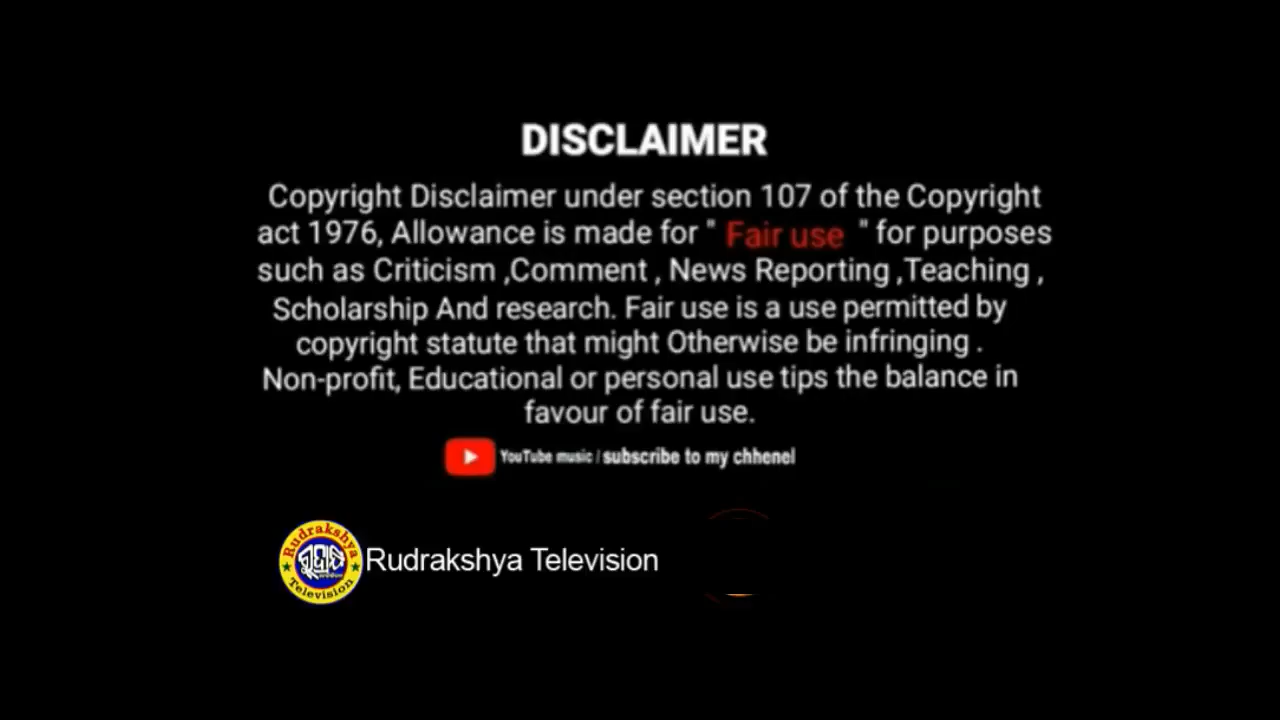 DISCLAIMER
Copyright Disclaimer under section 107 of the Copyright
act 1976, Allowance is made for " Fair use " for purposes
such as Criticism ,Comment , News Reporting ,Teaching ,
Scholarship And research. Fair use is a use permitted by
copyright statute that might Otherwise be infringing .
Non-profit, Educational or personal use tips the balance in
favour of fair use.
YouTube music / subscribe to my chhenel
Rudrakshya
Television
Rudrakshya Television